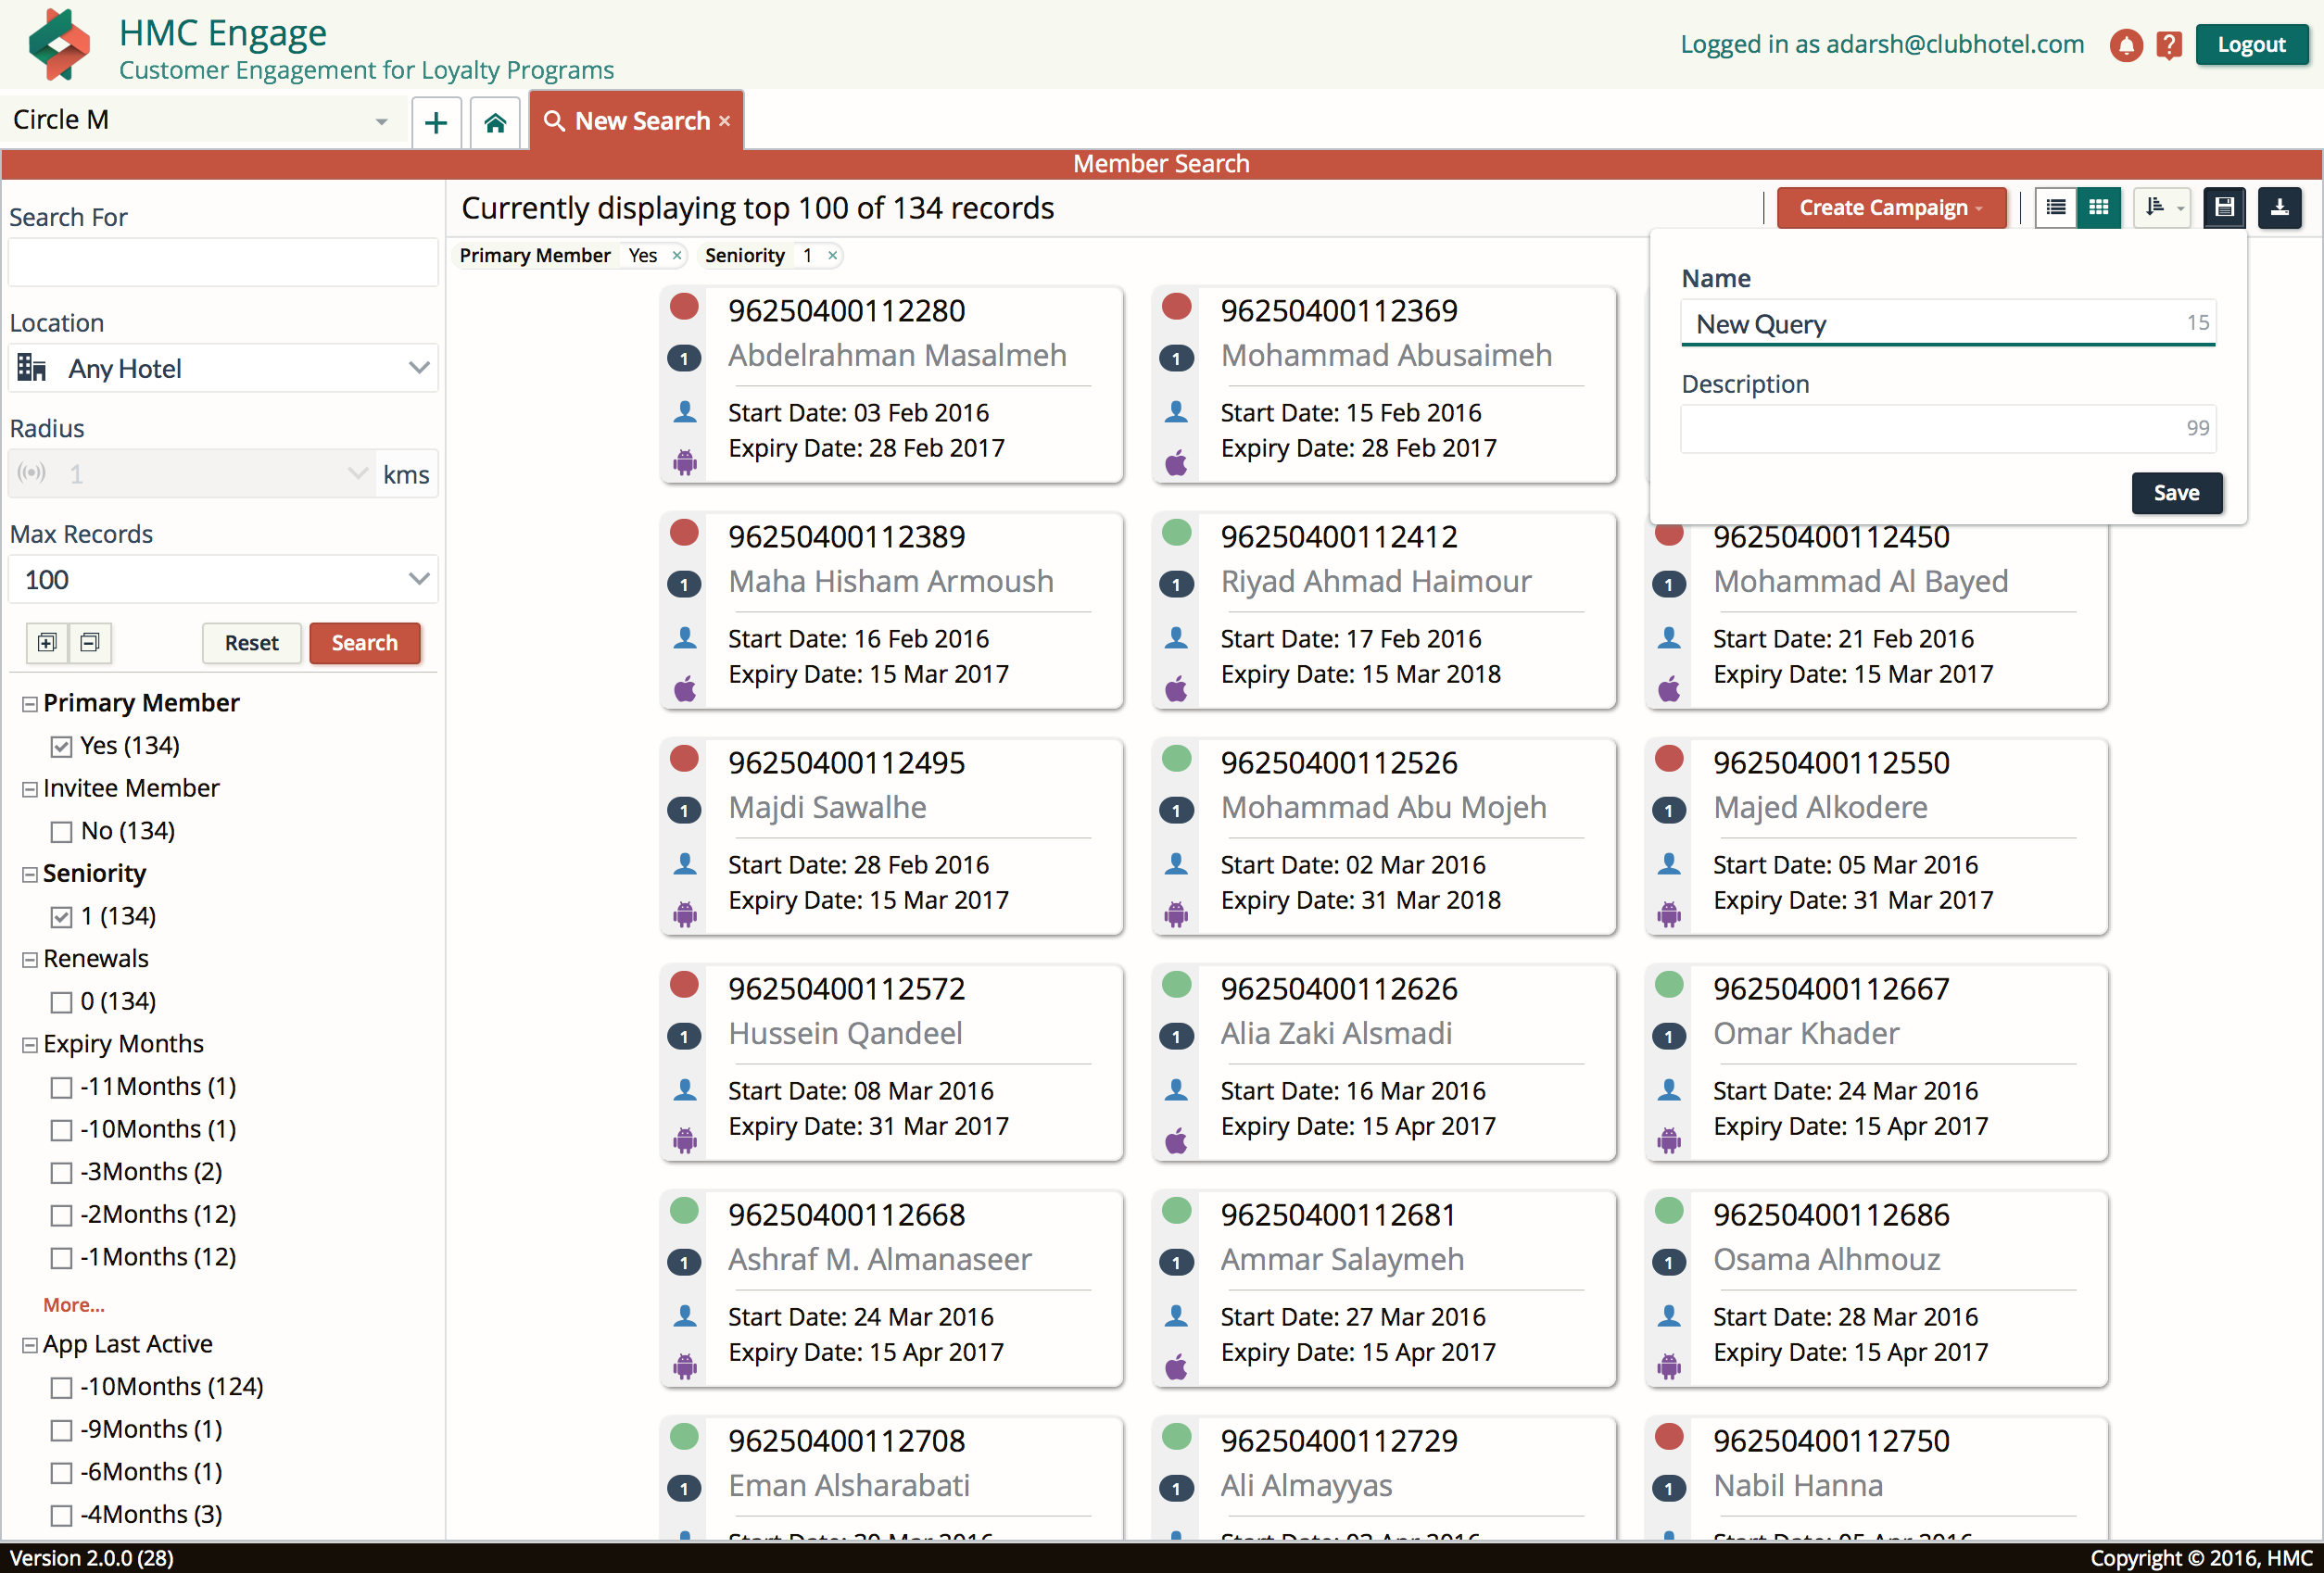 HMC Engage
Customer Engagement for Loyalty Programs
Logged in as adarsh@clubhotel.com
?
Logout
Circle M
New Search ×
Member Search
Search For
Location
Any Hotel
Radius
1
kms
Max Records
100
Reset
Search
Primary Member
Yes (134)
Invitee Member
No (134)
Seniority
1 (134)
Renewals
0 (134)
Expiry Months
-11Months (1)
-10Months (1)
-3Months (2)
-2Months (12)
-1Months (12)
More...
App Last Active
-10Months (124)
-9Months (1)
-6Months (1)
-4Months (3)
Currently displaying top 100 of 134 records
Create Campaign
Primary Member Yes ×
Seniority 1 ×
Name
New Query
15
Description
99
Save
96250400112280
1
Abdelrahman Masalmeh
Start Date: 03 Feb 2016
Expiry Date: 28 Feb 2017
96250400112369
1
Mohammad Abusaimeh
Start Date: 15 Feb 2016
Expiry Date: 28 Feb 2017
96250400112389
1
Maha Hisham Armoush
Start Date: 16 Feb 2016
Expiry Date: 15 Mar 2017
96250400112412
1
Riyad Ahmad Haimour
Start Date: 17 Feb 2016
Expiry Date: 15 Mar 2018
96250400112450
1
Mohammad Al Bayed
Start Date: 21 Feb 2016
Expiry Date: 15 Mar 2017
96250400112495
1
Majdi Sawalhe
Start Date: 28 Feb 2016
Expiry Date: 15 Mar 2017
96250400112526
1
Mohammad Abu Mojeh
Start Date: 02 Mar 2016
Expiry Date: 31 Mar 2018
96250400112550
1
Majed Alkodere
Start Date: 05 Mar 2016
Expiry Date: 31 Mar 2017
96250400112572
1
Hussein Qandeel
Start Date: 08 Mar 2016
Expiry Date: 31 Mar 2017
96250400112626
1
Alia Zaki Alsmadi
Start Date: 16 Mar 2016
Expiry Date: 15 Apr 2017
96250400112667
1
Omar Khader
Start Date: 24 Mar 2016
Expiry Date: 15 Apr 2017
96250400112668
1
Ashraf M. Almanaseer
Start Date: 24 Mar 2016
Expiry Date: 15 Apr 2017
96250400112681
1
Ammar Salaymeh
Start Date: 27 Mar 2016
Expiry Date: 15 Apr 2017
96250400112686
1
Osama Alhmouz
Start Date: 28 Mar 2016
Expiry Date: 15 Apr 2017
96250400112708
1
Eman Alsharabati
96250400112729
1
Ali Almayyas
96250400112750
1
Nabil Hanna
Version 2.0.0 (28)
Copyright © 2016, HMC